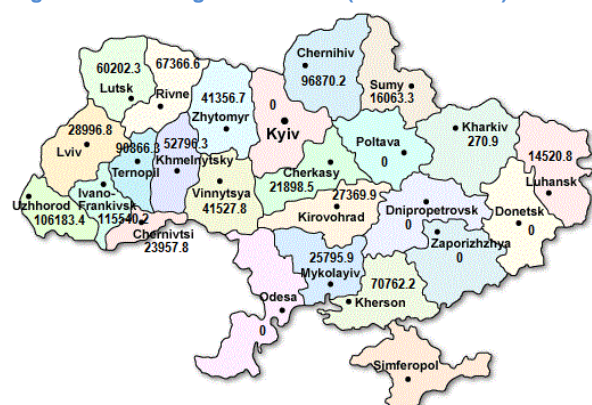 Chernihiv
96870.2
60202.3
Lutsk
67366.6
Rivne
41356.7
Zhytomyr
0
Kyiv
Sumy
16063.3
28996.8
Lviv
90866.3
Ternopil
52796.3
Khmelnytsky
Poltava
0
Kharkiv
270.9
14520.8
Luhansk
Cherkasy
21898.5
Vinnytsya
41527.8
Uzhhorod
106183.4
Ivano-
Frankivsk
115540.2
Chernivtsi
23957.8
27369.9
Kirovohrad
Dnipropetrovsk
0
Donetsk
0
Zaporizhzhya
0
25795.9
Mykolayiv
70762.2
Kherson
Odesa
0
Simferopol